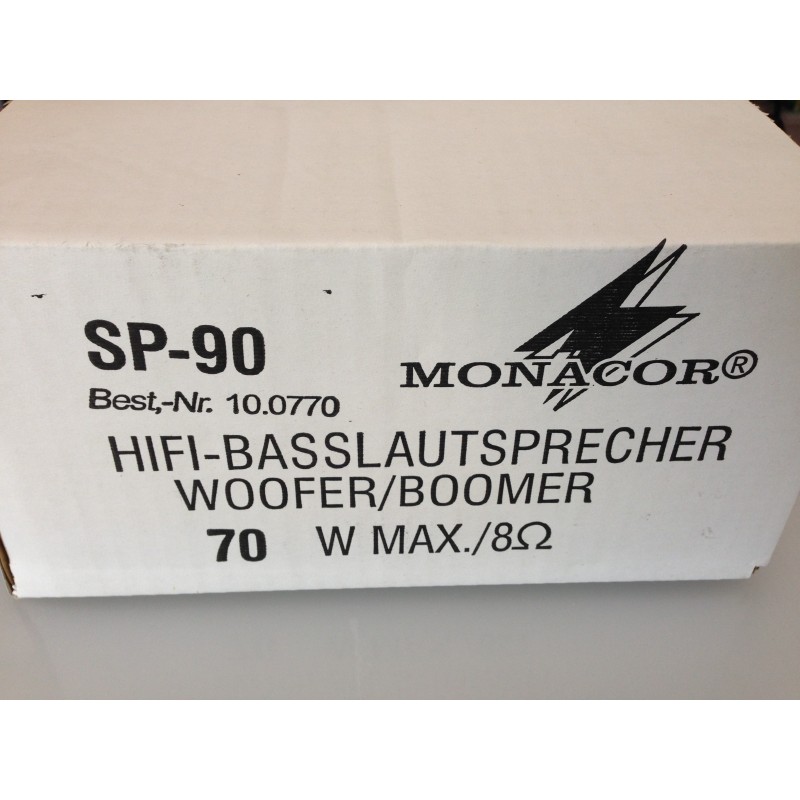 SP-90
MONACOR®
Best,-Nr. 10.0770
HIFI-BASSLAUTSPRECHER
WOOFER/BOOMER
70 W MAX./8Ω